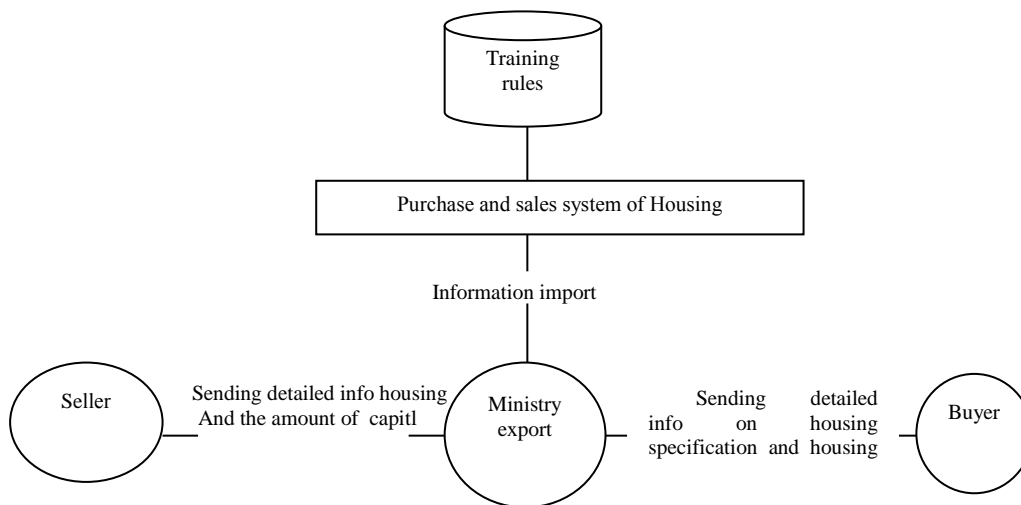 Training
rules
Purchase and sales system of Housing
Information import
Seller
Sending detailed info housing
And the amount of capitl
Ministry
export
Sending detailed
info on housing
specification and housing
Buyer